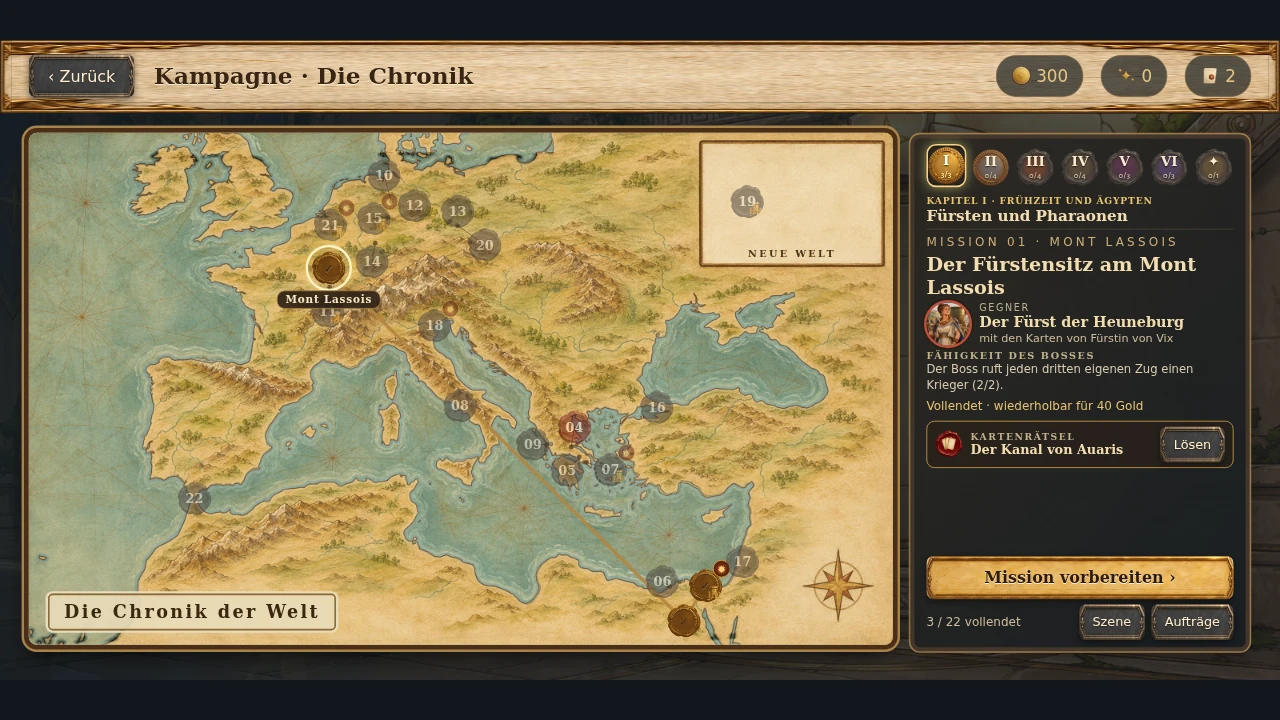 ‹ Zurück
Kampagne · Die Chronik
300
0
2
10
21
15
12
13
20
14
Mont Lassois
11
18
08
09
04
05
07
16
22
06
17
19
NEUE WELT
Die Chronik der Welt
I
3/3
II
0/4
III
0/4
IV
0/4
V
0/3
VI
0/3
0/1
KAPITEL I · FRÜHZEIT UND ÄGYPTEN
Fürsten und Pharaonen
MISSION 01 · MONT LASSOIS
Der Fürstensitz am Mont
Lassois
GEGNER
Der Fürst der Heuneburg
mit den Karten von Fürstin von Vix
FÄHIGKEIT DES BOSSES
Der Boss ruft jeden dritten eigenen Zug einen
Krieger (2/2).
Vollendet · wiederholbar für 40 Gold
KARTENRÄTSEL
Der Kanal von Auaris
Lösen
Mission vorbereiten ›
3 / 22 vollendet
Szene
Aufträge